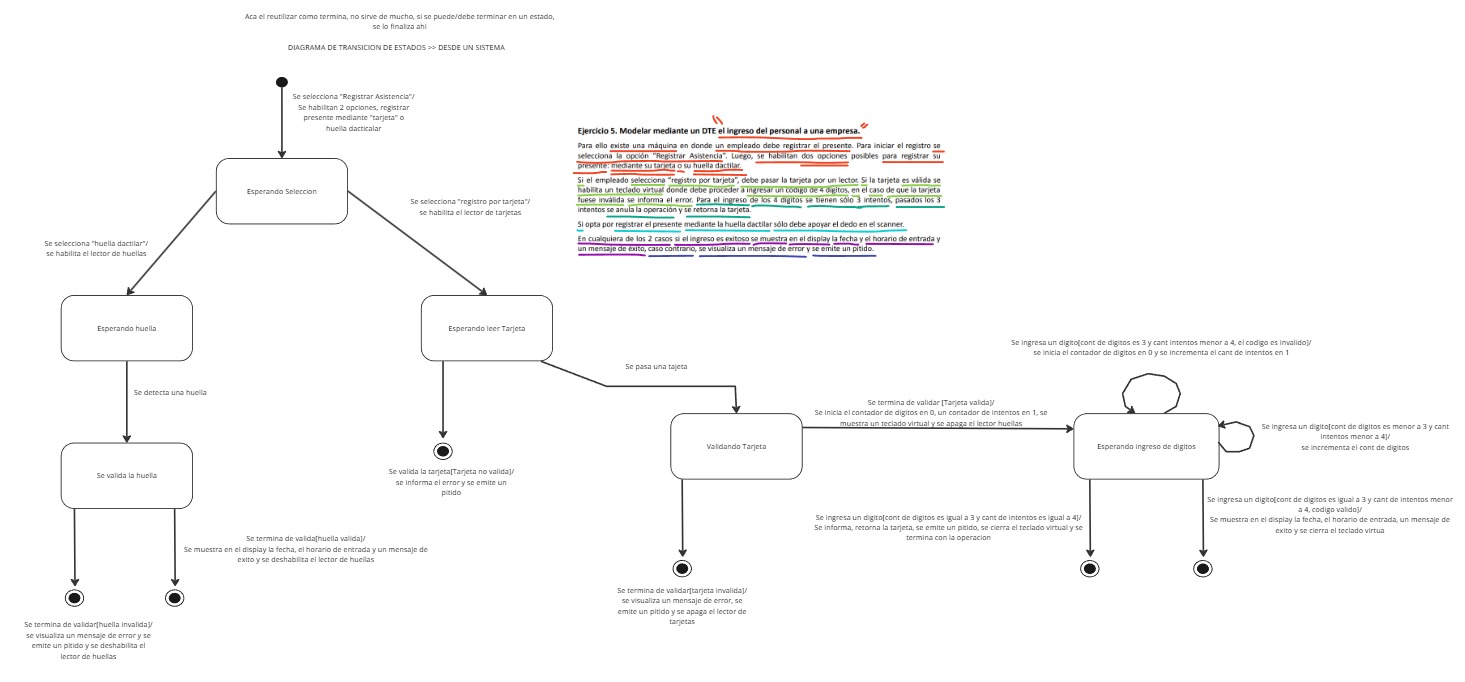 Aca el reutilizar como termina, no sirve de mucho, si se puede/debe terminar en un estado,
se lo finaliza ahi
DIAGRAMA DE TRANSICION DE ESTADOS >> DESDE UN SISTEMA
Se selecciona "Registrar Asistencia"/
Se habilitan 2 opciones, registrar
presente mediante "tarjeta" o
huella dacticalar
Ejercicio 5. Modelar mediante un DTE el ingreso del personal a una empresa.
Para ello existe una máquina en donde un empleado debe registrar el presente. Para iniciar el registro se
selecciona la opción "Registrar Asistencia". Luego, se habilitan dos opciones posibles para registrar su
presente: mediante su tarjeta o su huella dactilar.
Si el empleado selecciona "registro por tarjeta", debe pasar la tarjeta por un lector. Si la tarjeta es válida se
habilita un teclado virtual donde debe proceder a ingresar un codigo de 4 dígitos, en el caso de que la tarjeta
fuese inválida se informa el error. Para el ingreso de los 4 dígitos se tienen sólo 3 intentos, pasados los 3
intentos se anula la operación y se retorna la tarjeta.
Si opta por registrar el presente mediante la huella dactilar sólo debe apoyar el dedo en el scanner.
En cualquiera de los 2 casos si el ingreso es exitoso se muestra en el display la fecha y el horario de entrada y
un mensaje de éxito, caso contrario, se visualiza un mensaje de error y se emite un pitido.
Esperando Seleccion
Se selecciona "registro por tarjeta"/
se habilita el lector de tarjetas
Se selecciona "huella dactilar"/
se habilita el lector de huellas
Esperando huella
Esperando leer Tarjeta
Se ingresa un digito[cont de digitos es 3 y cant intentos menor a 4, el codigo es invalido]/
se inicia el contador de digitos en 0 y se incrementa el cant de intentos en 1
Se pasa una tajeta
Se detecta una huella
Se termina de validar [Tarjeta valida]/
Se inicia el contador de digitos en 0, un contador de intentos en 1, se
muestra un teclado virtual y se apaga el lector huellas
Validando Tarjeta
Esperando ingreso de digitos
Se ingresa un digito[cont de digitos es menor a 3 y cant
intentos menor a 4]/
se incrementa el cont de digitos
Se valida la huella
Se valida la tarjeta[Tarjeta no valida]/
se informa el error y se emite un
pitido
Se ingresa un digito[cont de digitos es igual a 3 y cant de intentos es igual a 4]/
Se informa, retorna la tarjeta, se emite un pitido, se cierra el teclado virtual y se
termina con la operacion
Se ingresa un digito[cont de digitos es igual a 3 y cant de intentos menor
a 4, codigo valido]/
Se muestra en el display la fecha, el horario de entrada, un mensaje de
exito y se cierra el teclado virtua
Se termina de valida[huella valida]/
Se muestra en el display la fecha, el horario de entrada y un mensaje de
exito y se deshabilita el lector de huellas
Se termina de validar[tarjeta invalida]/
se visualiza un mensaje de error, se
emite un pitido y se apaga el lector de
tarjetas
Se termina de validar[huella invalida]/
se visualiza un mensaje de error y se
emite un pitido y se deshabilita el
lector de huellas